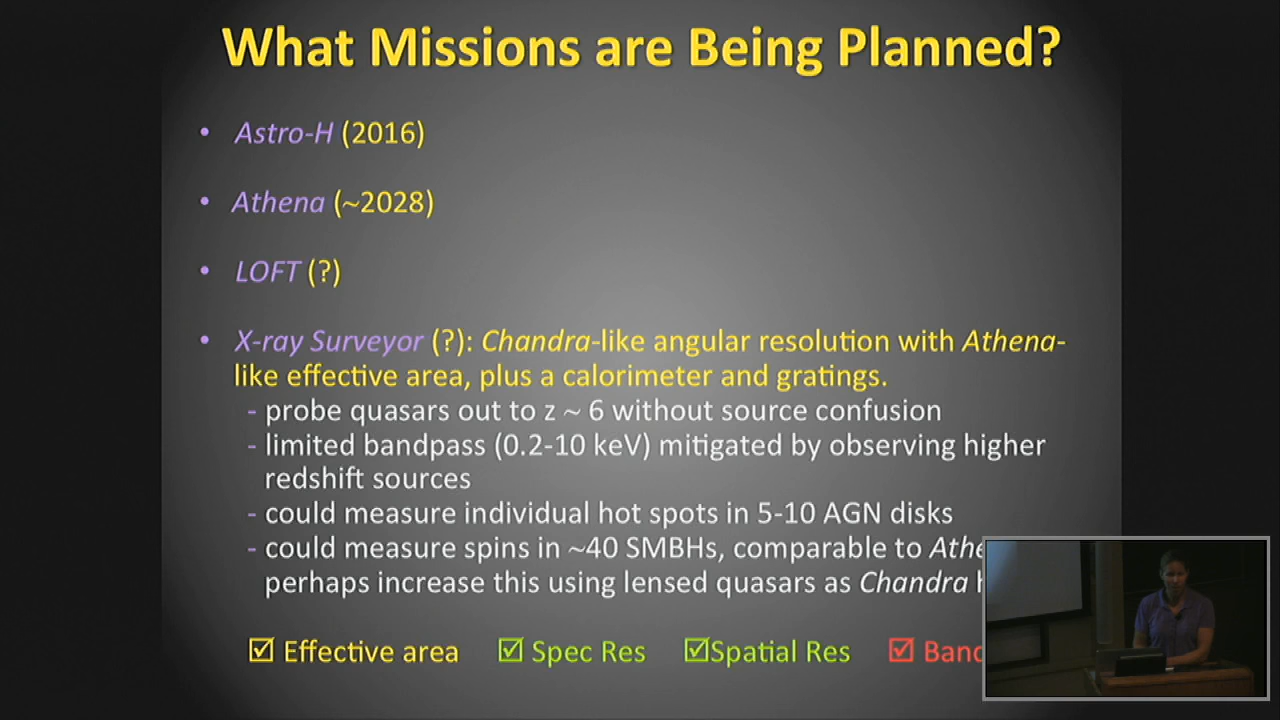 What Missions are Being Planned?
• Astro-H (2016)
• Athena (~2028)
• LOFT (?)
• X-ray Surveyor (?): Chandra-like angular resolution with Athena-
like effective area, plus a calorimeter and gratings.
- probe quasars out to z ~ 6 without source confusion
- limited bandpass (0.2-10 keV) mitigated by observing higher
redshift sources
- could measure individual hot spots in 5-10 AGN disks
- could measure spins in ~40 SMBHs, comparable to
perhaps increase this using lensed quasars as Chandra
☑ Effective area ☑ Spec Res ☑Spatial Res ☑